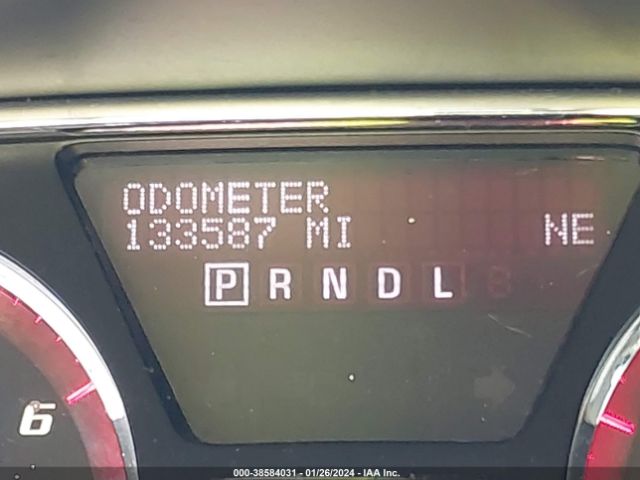 ODOMETER
133587 MI NE
P R N D L
6
000-38584031 - 01/26/2024 - IAA Inc.